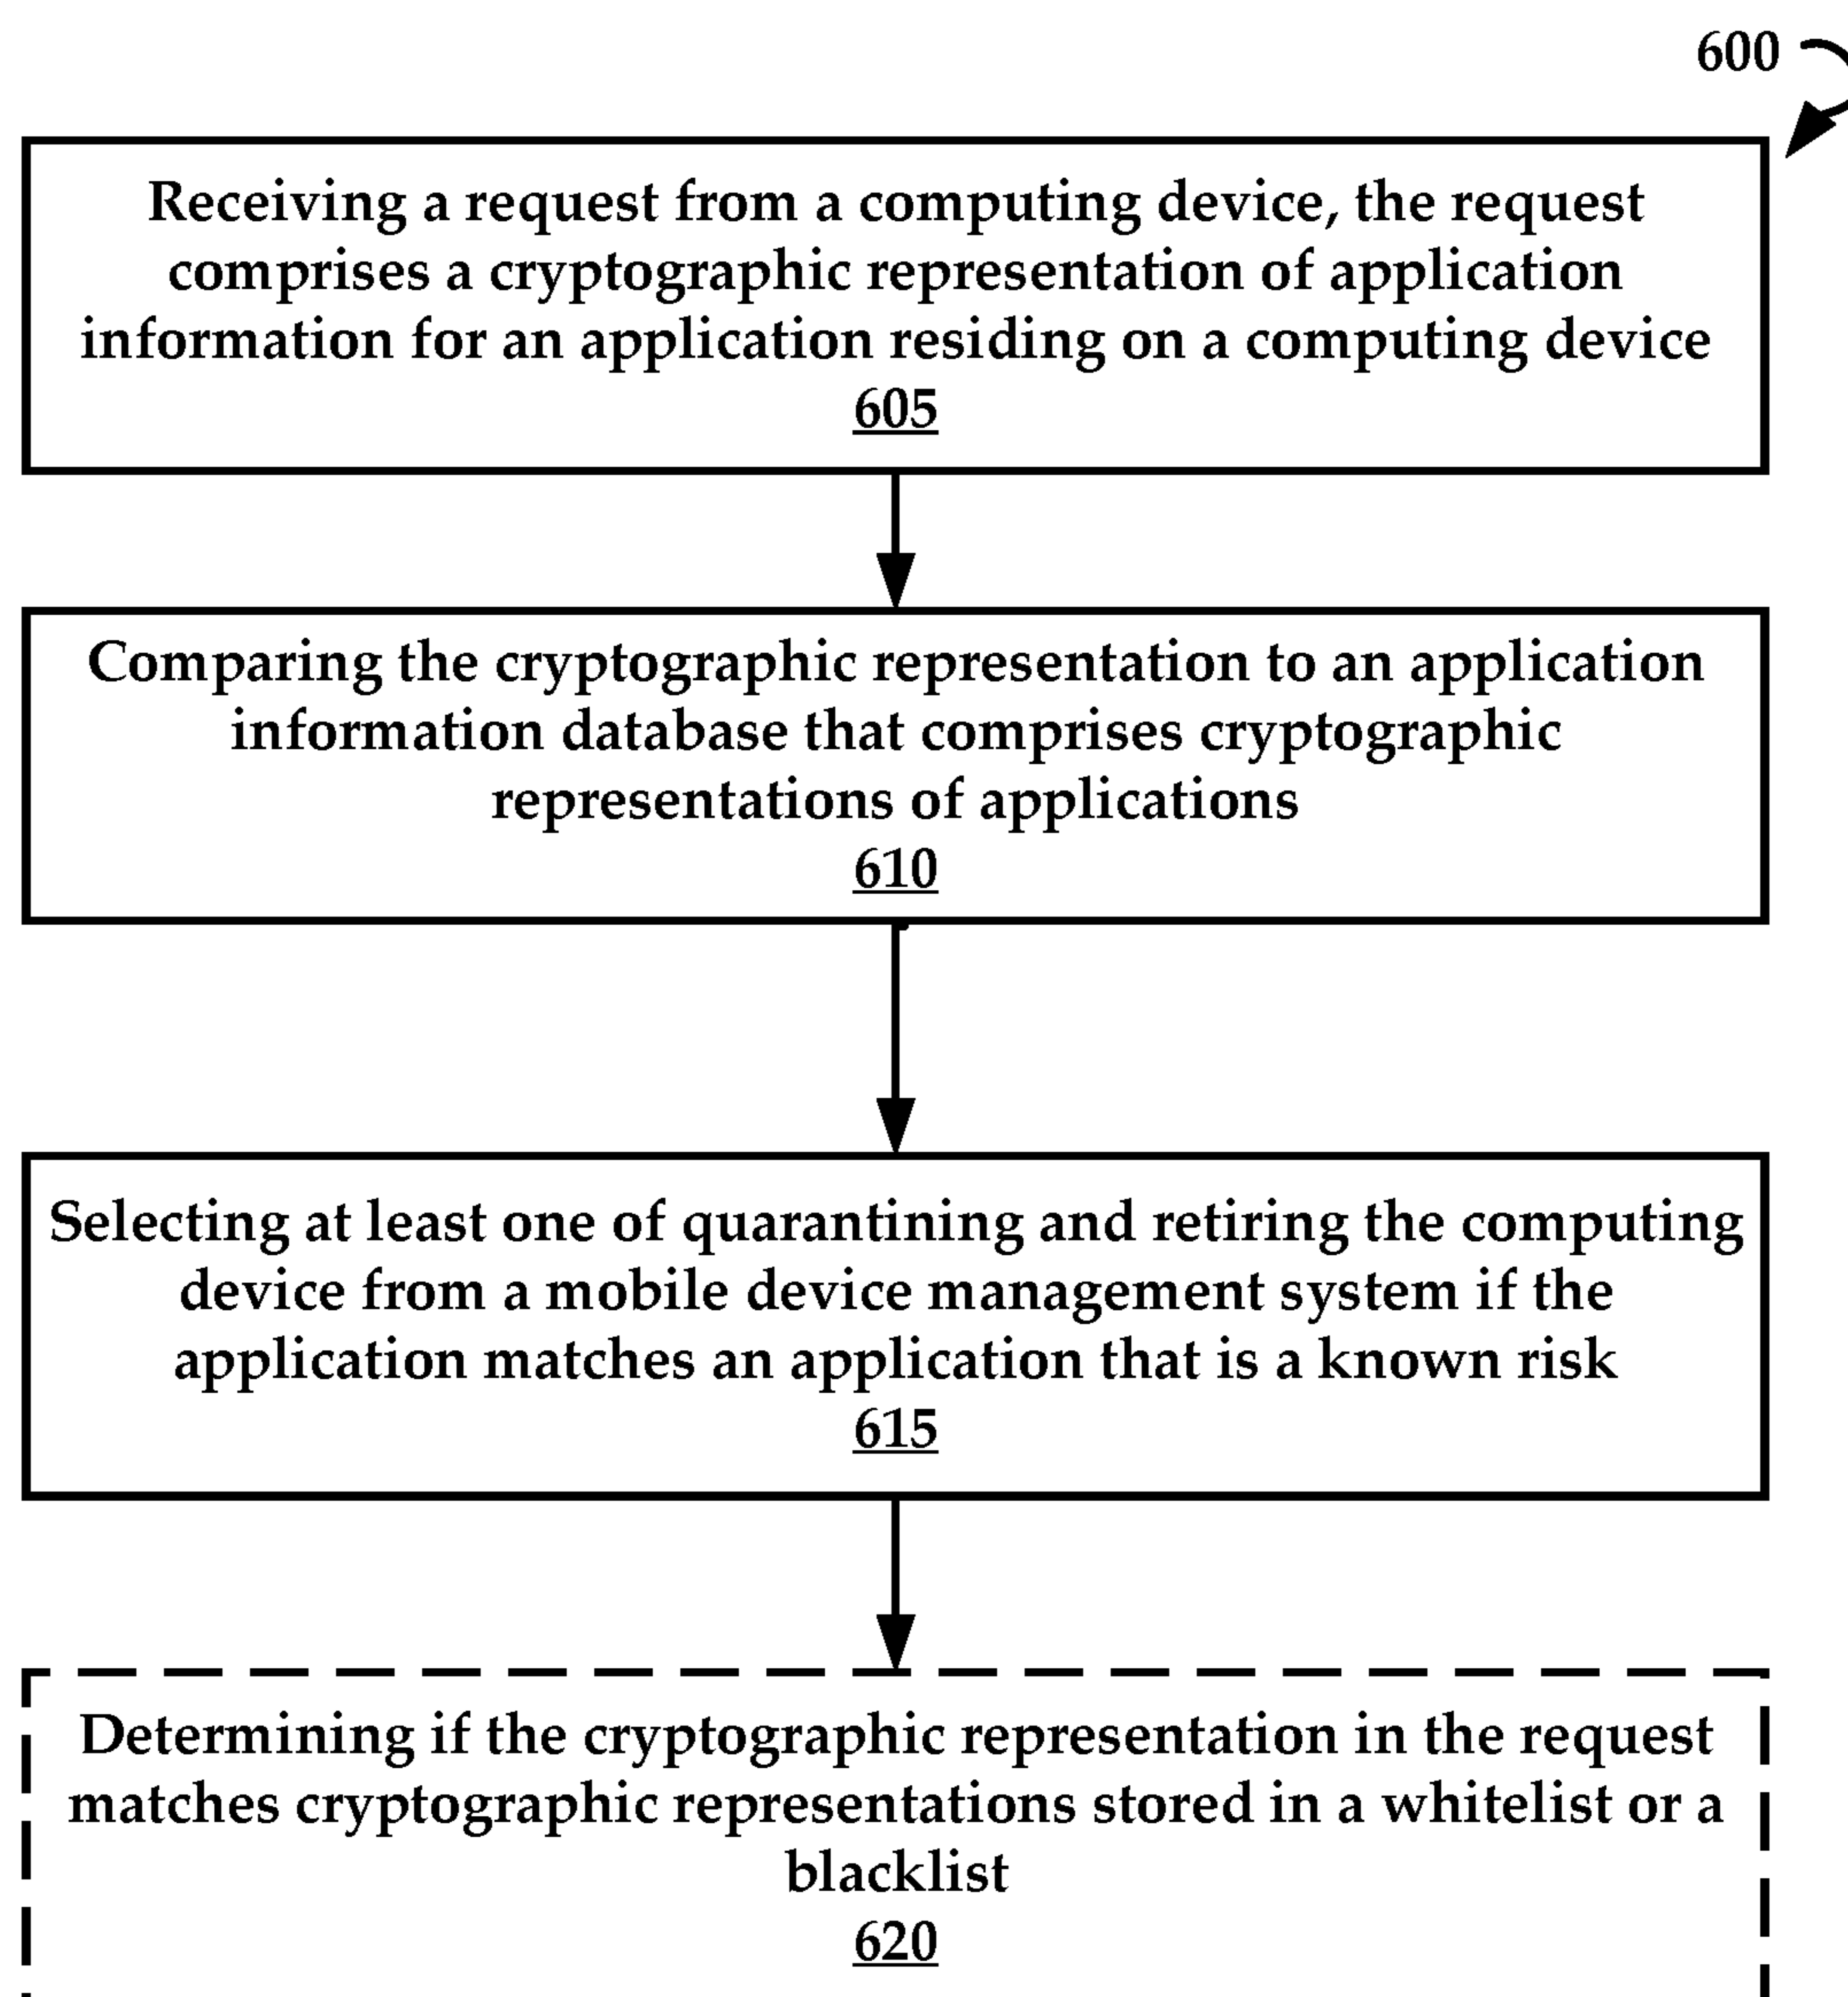 600
Receiving a request from a computing device, the request
comprises a cryptographic representation of application
information for an application residing on a computing device
605
Comparing the cryptographic representation to an application
information database that comprises cryptographic
representations of applications
610
Selecting at least one of quarantining and retiring the computing
device from a mobile device management system if the
application matches an application that is a known risk
615
Determining if the cryptographic representation in the request
matches cryptographic representations stored in a whitelist or a
blacklist
620